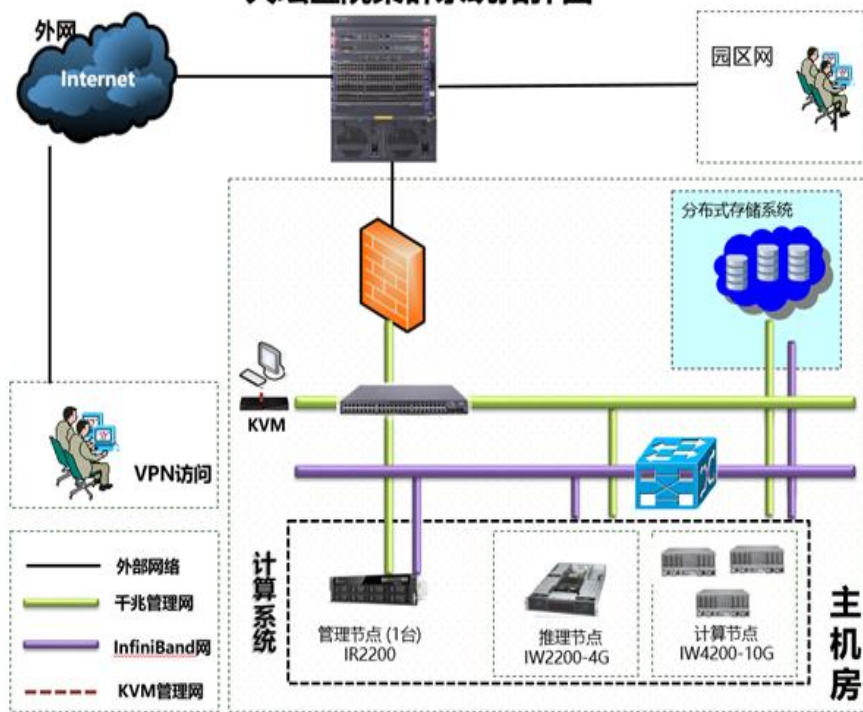 外网
Internet
园区网
分布式存储系统
KVM
VPN访问
计算系统
管理节点 (1台)
IR2200
推理节点
IW2200-4G
计算节点
IW4200-10G
主机房
外部网络
千兆管理网
InfiniBand网
KVM管理网